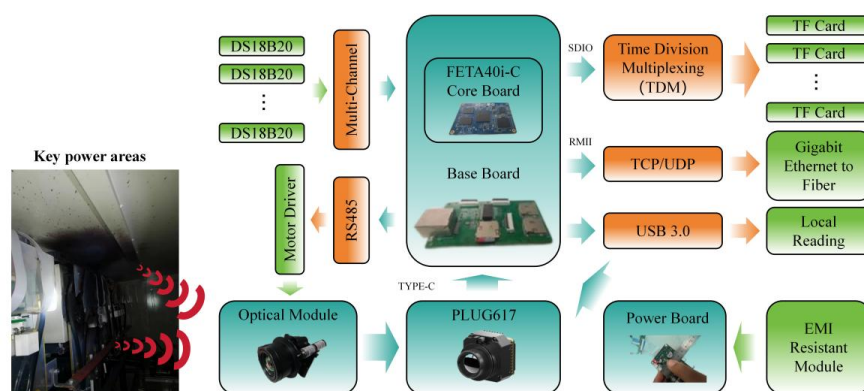 DS18B20
DS18B20
⋮
DS18B20
Multi-Channel
FETA40i-C
Core Board
Base Board
SDIO
Time Division
Multiplexing
(TDM)
TF Card
TF Card
⋮
TF Card
RMII
TCP/UDP
Gigabit
Ethernet to
Fiber
USB 3.0
Local
Reading
Key power areas
Motor Driver
RS485
TYPE-C
Optical Module
PLUG617
Power Board
EMI
Resistant
Module